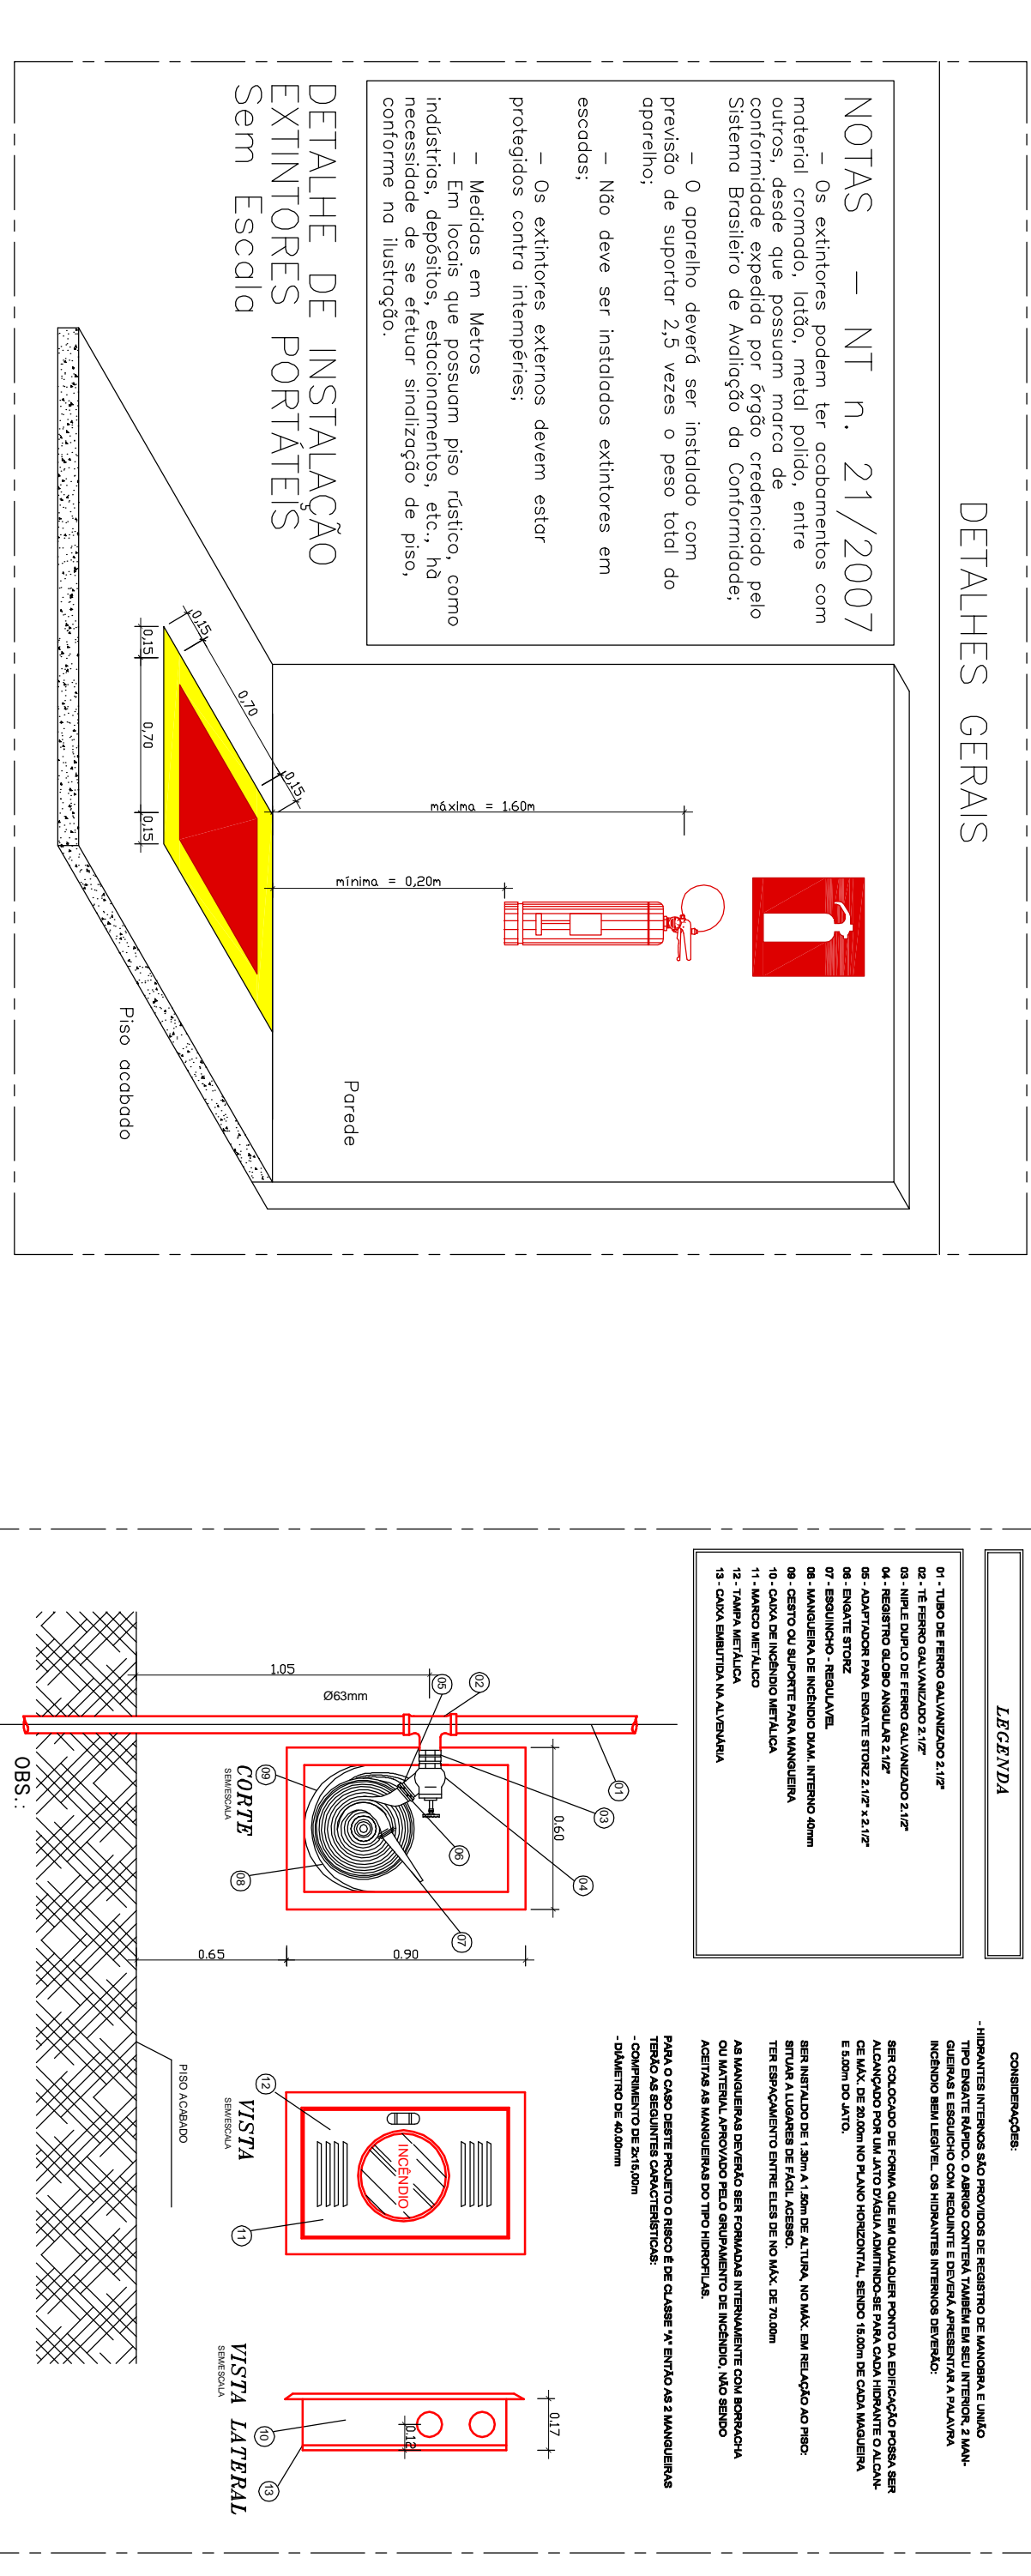 DETALHES GERAIS
NOTAS – NT n. 21/2007
– Os extintores podem ter acabamentos com
material cromado, latão, metal polido, entre
outros, desde que possuam marca de
conformidade expedida por órgão credenciado pelo
Sistema Brasileiro de Avaliação da Conformidade;
– O aparelho deverá ser instalado com
previsão de suportar 2,5 vezes o peso total do
aparelho;
– Não deve ser instalados extintores em
escadas;
– Os extintores externos devem estar
protegidos contra intempéries;
– Medidas em Metros
– Em locais que possuam piso rústico, como
indústrias, depósitos, estacionamentos, etc., hà
necessidade de se efetuar sinalização de piso,
conforme na ilustração.
DETALHE DE INSTALAÇÃO
EXTINTORES PORTÁTEIS
Sem Escala
máxima = 1.60m
mínima = 0,20m
0,15
0,70
0,15
0,15
0,70
0,15
Parede
Piso acabado
LEGENDA
01 - TUBO DE FERRO GALVANIZADO 2.1/2"
02 - TÊ FERRO GALVANIZADO 2.1/2"
03 - NIPLE DUPLO DE FERRO GALVANIZADO 2.1/2"
04 - REGISTRO GLOBO ANGULAR 2.1/2"
05 - ADAPTADOR PARA ENGATE STORZ 2.1/2" x 2.1/2"
06 - ENGATE STORZ
07 - ESGUINCHO - REGULAVEL
08 - MANGUEIRA DE INCÊNDIO DIAM. INTERNO 40mm
09 - CESTO OU SUPORTE PARA MANGUEIRA
10 - CAIXA DE INCÊNDIO METÁLICA
11 - MARCO METÁLICO
12 - TAMPA METÁLICA
13 - CAIXA EMBUTIDA NA ALVENÁRIA
CONSIDERAÇÕES:
- HIDRANTES INTERNOS SÃO PROVIDOS DE REGISTRO DE MANOBRA E UNIÃO
TIPO ENGATE RÁPIDO. O ABRIGO CONTERÁ TAMBÉM EM SEU INTERIOR, 2 MAN-
GUEIRAS E ESGUICHO COM REQUINTE E DEVERÁ APRESENTAR A PALAVRA
INCÊNDIO BEM LEGÍVEL. OS HIDRANTES INTERNOS DEVERÃO:
SER COLOCADO DE FORMA QUE EM QUALQUER PONTO DA EDIFICAÇÃO POSSA SER
ALCANÇADO POR UM JATO D'ÁGUA ADMITINDO-SE PARA CADA HIDRANTE O ALCAN-
CE MÁX. DE 20.00m NO PLANO HORIZONTAL, SENDO 15.00m DE CADA MAGUEIRA
E 5.00m DO JATO.
SER INSTALDO DE 1.30m A 1.50m DE ALTURA, NO MÁX. EM RELAÇÃO AO PISO:
SITUAR A LUGARES DE FÁCIL ACESSO.
TER ESPAÇAMENTO ENTRE ELES DE NO MÁX. DE 70.00m
AS MANGUEIRAS DEVERÃO SER FORMADAS INTERNAMENTE COM BORRACHA
OU MATERIAL APROVADO PELO GRUPAMENTO DE INCÊNDIO, NÃO SENDO
ACEITAS AS MANGUEIRAS DO TIPO HIDROFILAS.
PARA O CASO DESTE PROJETO O RISCO É DE CLASSE "A" ENTÃO AS 2 MANGUEIRAS
TERÃO AS SEGUINTES CARACTERÍSTICAS:
- COMPRIMENTO DE 2x15,00m
- DIÂMETRO DE 40.00mm
01
02
03
04
05
06
07
08
09
1.05
Ø63mm
0.60
0.65
0.90
CORTE
SEM/ESCALA
INCÊNDIO
12
11
VISTA
SEM/ESCALA
0.17
0.12
10
13
VISTA LATERAL
SEM/ESCALA
PISO ACABADO
OBS.: